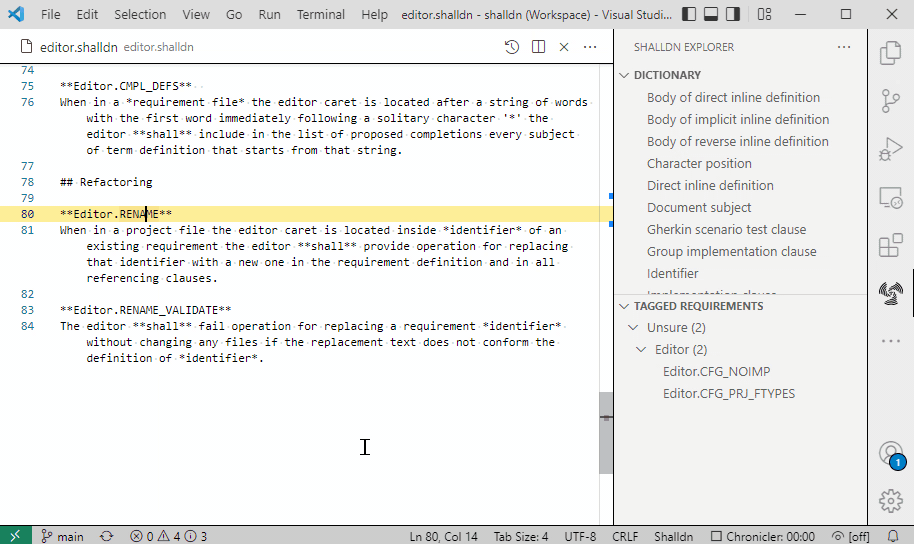 File Edit Selection View Go Run Terminal Help editor.shalldn - shalldn (Workspace) - Visual Studi...
editor.shalldn editor.shalldn
74
75 **Editor.CMPL_DEFS**
76 When in a *requirement file* the editor caret is located after a string of words
with the first word immediately following a solitary character '*' the
editor **shall** include in the list of proposed completions every subject
of term definition that starts from that string.
77
78 ## Refactoring
79
80 **Editor.RENAME**
81 When in a project file the editor caret is located inside *identifier* of an
existing requirement the editor **shall** provide operation for replacing
that identifier with a new one in the requirement definition and in all
referencing clauses.
82
83 **Editor.RENAME_VALIDATE**
84 The editor **shall** fail operation for replacing a requirement *identifier*
without changing any files if the replacement text does not conform the
definition of *identifier*.
SHALLDN EXPLORER
DICTIONARY
Body of direct inline definition
Body of implicit inline definition
Body of reverse inline definition
Character position
Direct inline definition
Document subject
Gherkin scenario test clause
Group implementation clause
Identifier
Implementation clause
TAGGED REQUIREMENTS
Unsure (2)
Editor (2)
Editor.CFG_NOIMP
Editor.CFG_PRJ_FTYPES
1
main 0 4 3 Ln 80, Col 14 Tab Size: 4 UTF-8 CRLF Shalldn Chronicler: 00:00 [off]